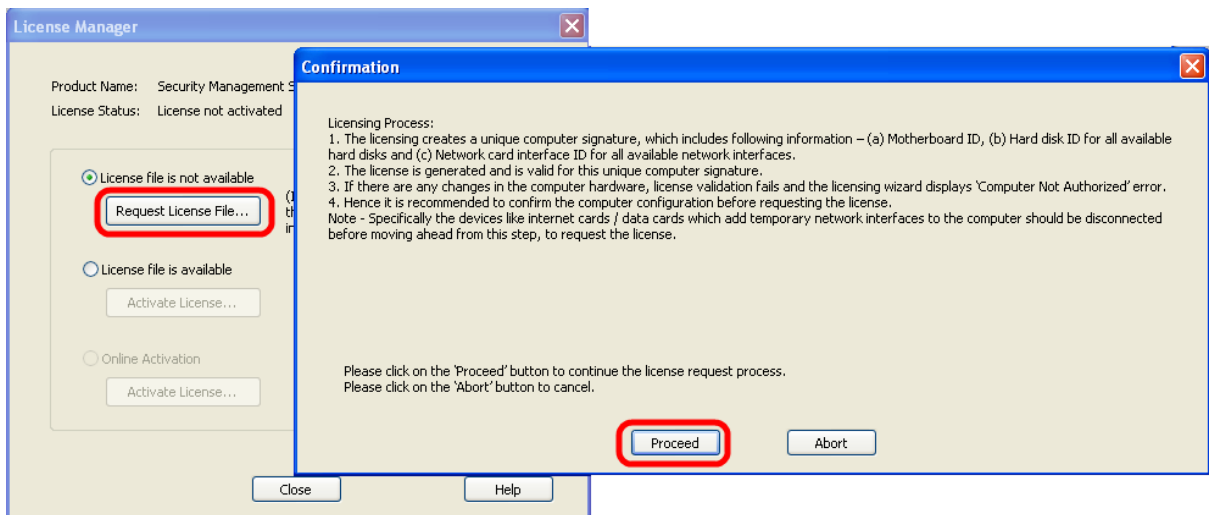 License Manager
Product Name: Security Management
License Status: License not activated
License file is not available
Request License File...
License file is available
Activate License...
Online Activation
Activate License...
Close
Help
Confirmation
Licensing Process:
1. The licensing creates a unique computer signature, which includes following information – (a) Motherboard ID, (b) Hard disk ID for all available
hard disks and (c) Network card interface ID for all available network interfaces.
2. The license is generated and is valid for this unique computer signature.
3. If there are any changes in the computer hardware, license validation fails and the licensing wizard displays 'Computer Not Authorized' error.
4. Hence it is recommended to confirm the computer configuration before requesting the license.
Note - Specifically the devices like internet cards / data cards which add temporary network interfaces to the computer should be disconnected
before moving ahead from this step, to request the license.
Please click on the 'Proceed' button to continue the license request process.
Please click on the 'Abort' button to cancel.
Proceed
Abort